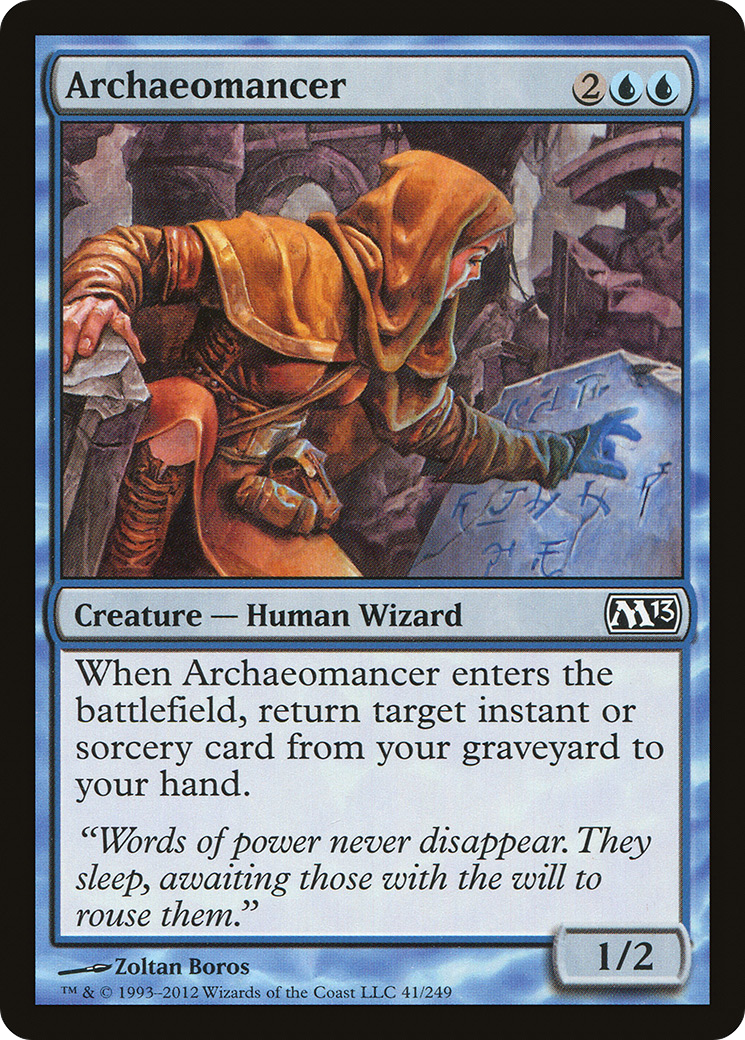 Archaeomancer 2
Creature — Human Wizard M13
When Archaeomancer enters the
battlefield, return target instant or
sorcery card from your graveyard to
your hand.
“Words of power never disappear. They
sleep, awaiting those with the will to
rouse them.”
1/2
Zoltan Boros
™ & © 1993–2012 Wizards of the Coast LLC 41/249